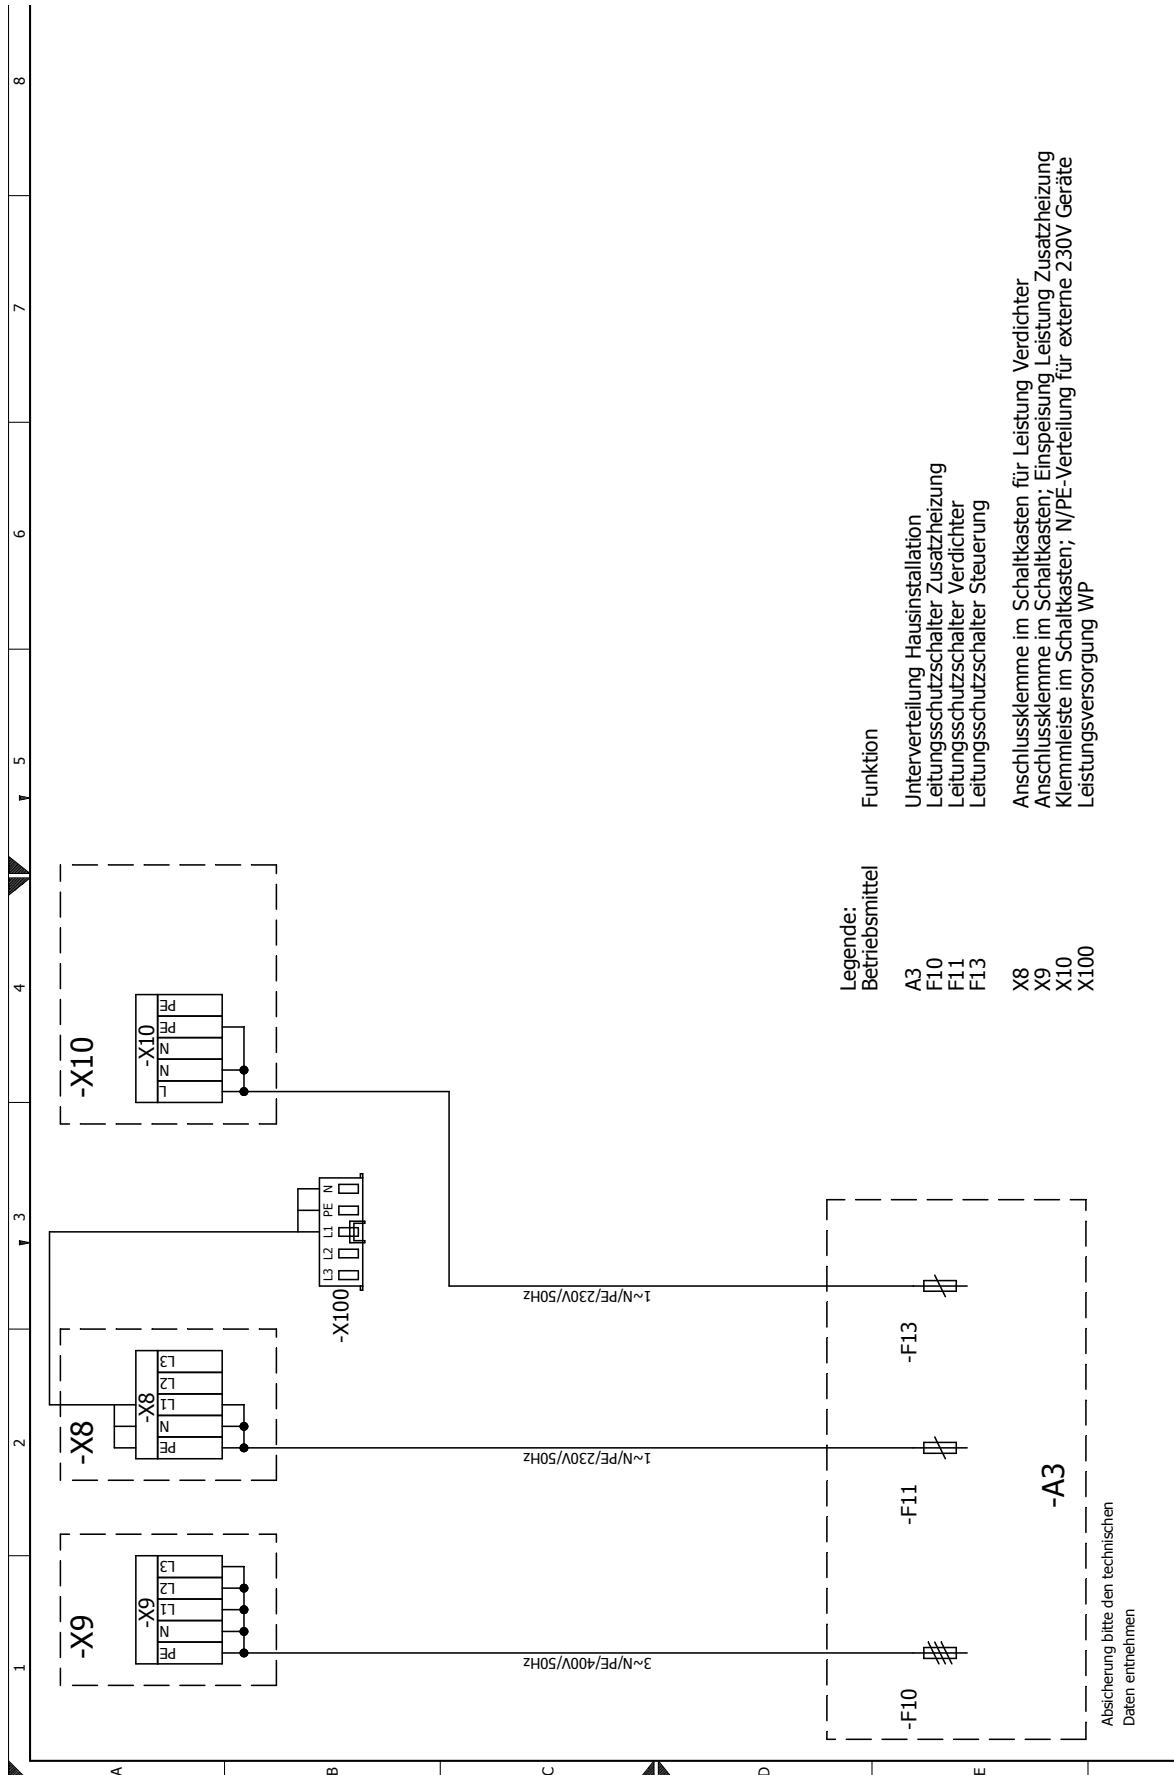 1
2
3
4
5
6
7
8
A
B
C
D
E
-X9
-X9
PE
N
L1
L2
L3
-X8
-X8
PE
N
L1
L2
L3
-X100
L3
L2
L1
PE
N
-X10
-X10
L
N
N
PE
PE
3~N/PE/400V/50Hz
1~N/PE/230V/50Hz
1~N/PE/230V/50Hz
-F10
-F11
-F13
-A3
Absicherung bitte den technischen
Daten entnehmen
Legende:
Betriebsmittel Funktion
A3 Unterverteilung Hausinstallation
F10 Leitungsschutzschalter Zusatzheizung
F11 Leitungsschutzschalter Verdichter
F13 Leitungsschutzschalter Steuerung
X8 Anschlussklemme im Schaltkasten für Leistung Verdichter
X9 Anschlussklemme im Schaltkasten; Einspeisung Leistung Zusatzheizung
X10 Klemmleiste im Schaltkasten; N/PE-Verteilung für externe 230V Geräte
X100 Leistungsversorgung WP